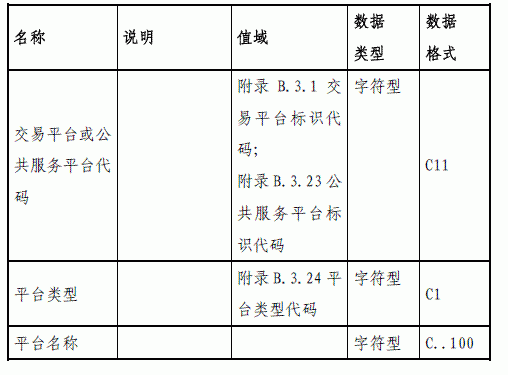 名称 说明 值域 数据类型 数据格式
交易平台或公共服务平台代码 附录 B.3.1 交易平台标识代码; 附录 B.3.23 公共服务平台标识代码 字符型 C11
平台类型 附录 B.3.24 平台类型代码 字符型 C1
平台名称 字符型 C..100